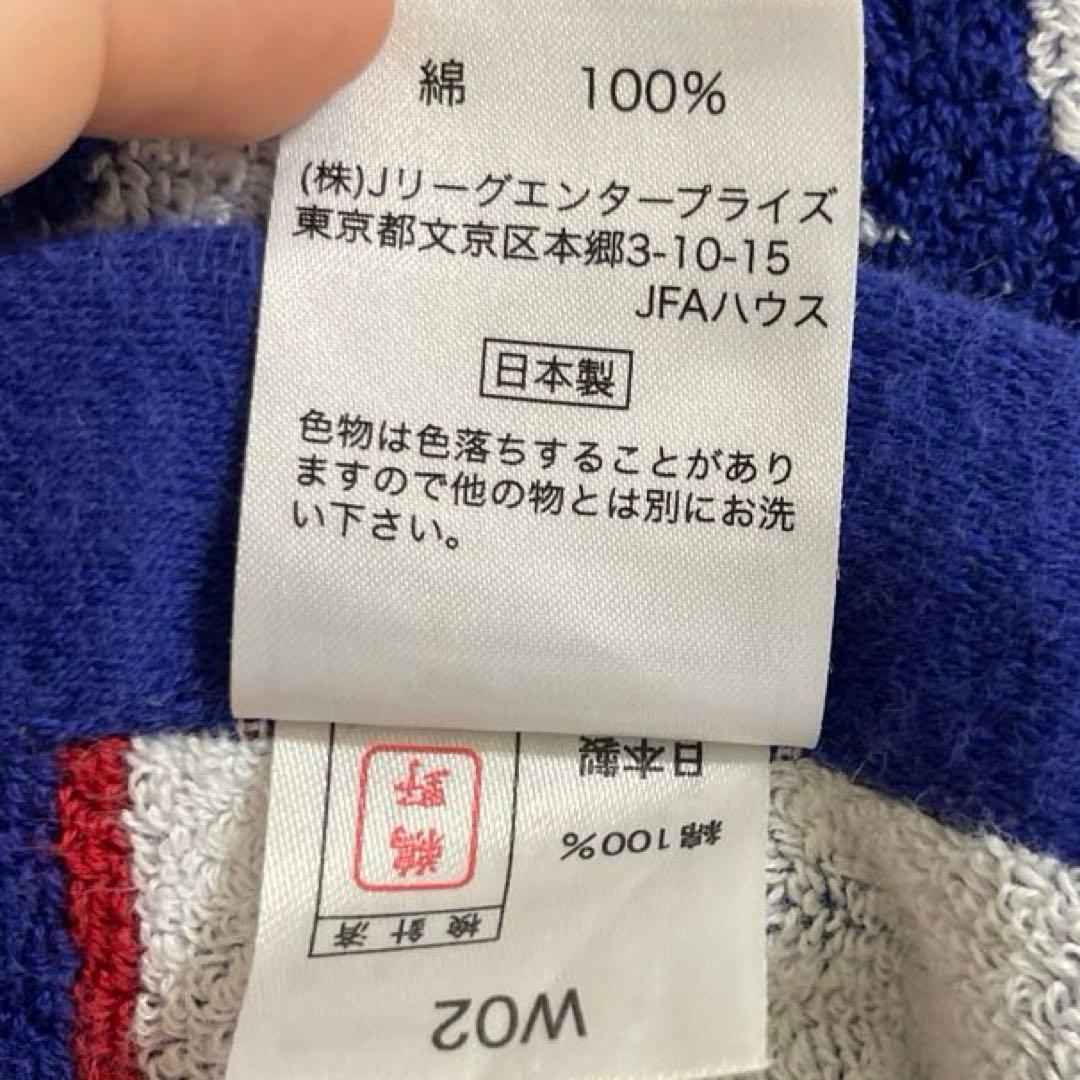 綿 100%
(株)Jリーグエンタープライズ
東京都文京区本郷3-10-15
JFAハウス
日本製
色物は色落ちすることがあり
ますので他の物とは別にお洗
い下さい。
W02
検針済
綿100%
日本製